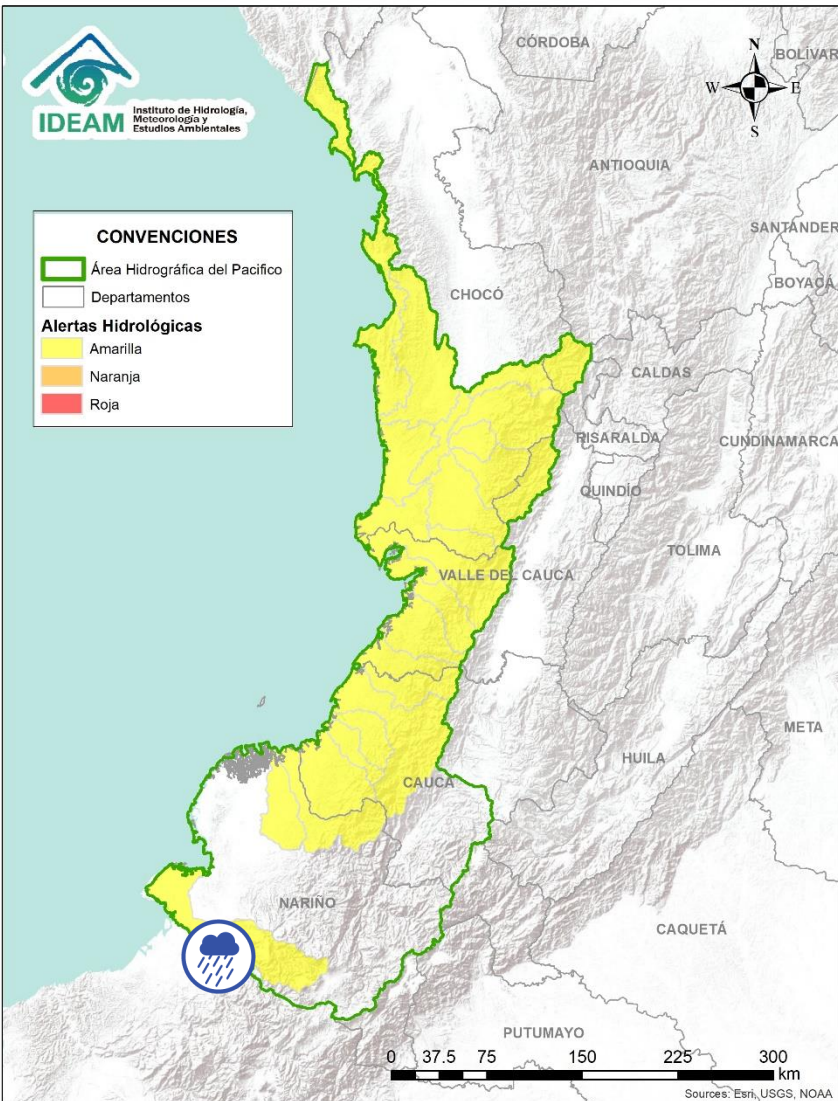 IDEAM
Instituto de Hidrología,
Meteorología y
Estudios Ambientales
N
W
E
S
CÓRDOBA
BOLÍVAR
ANTIOQUIA
SANTANDER
BOYACÁ
CONVENCIONES
Área Hidrográfica del Pacifico
Departamentos
Alertas Hidrológicas
Amarilla
Naranja
Roja
CHOCÓ
CALDAS
RISARALDA
CUNDINAMARCA
QUINDÍO
TOLIMA
VALLE DEL CAUCA
META
HUILA
CAUCA
NARIÑO
CAQUETÁ
PUTUMAYO
0 37.5 75 150 225 300
km
Sources: Esri, USGS, NOAA